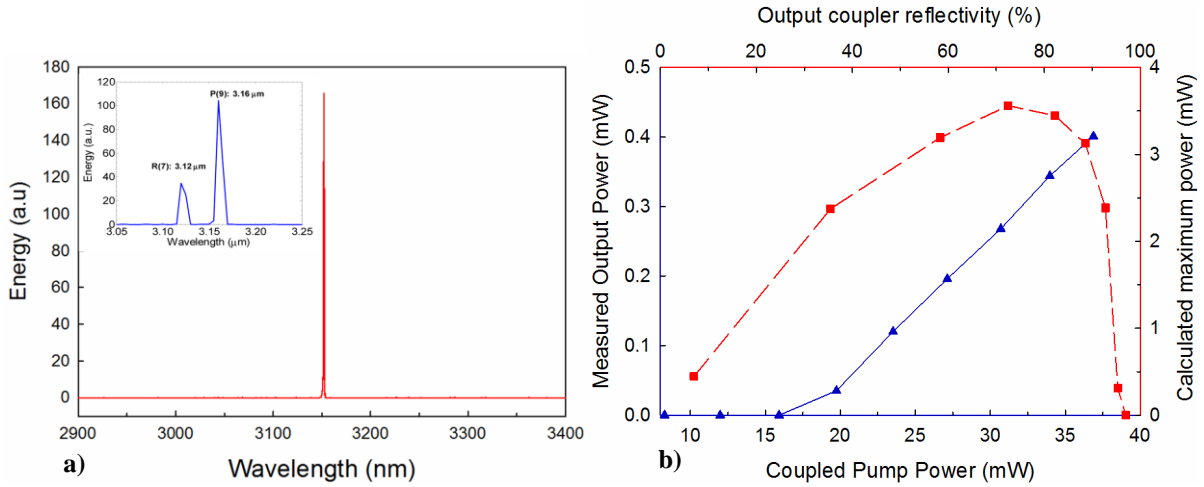 180
160
140
120
100
80
60
40
20
0
Energy (a.u)
2900 3000 3100 3200 3300 3400
Wavelength (nm)
a)
120
100
80
60
40
20
0
Energy (a.u.)
P(9): 3.16 μm
R(7): 3.12 μm
3.05 3.10 3.15 3.20 3.25
Wavelength (μm)
Output coupler reflectivity (%)
0 20 40 60 80 100
0.5
0.4
0.3
0.2
0.1
0.0
Measured Output Power (mW)
4
3
2
1
0
Calculated maximum power (mW)
10 15 20 25 30 35 40
Coupled Pump Power (mW)
b)